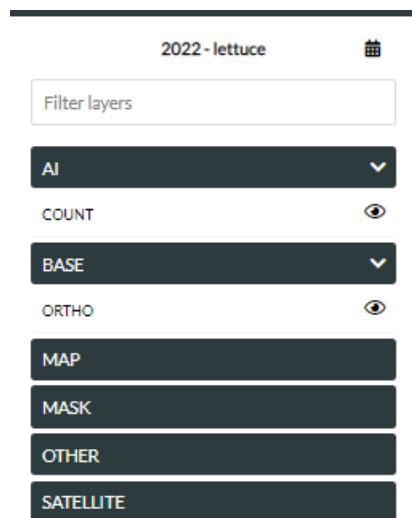 2022 - lettuce
Filter layers
AI
COUNT
BASE
ORTHO
MAP
MASK
OTHER
SATELLITE